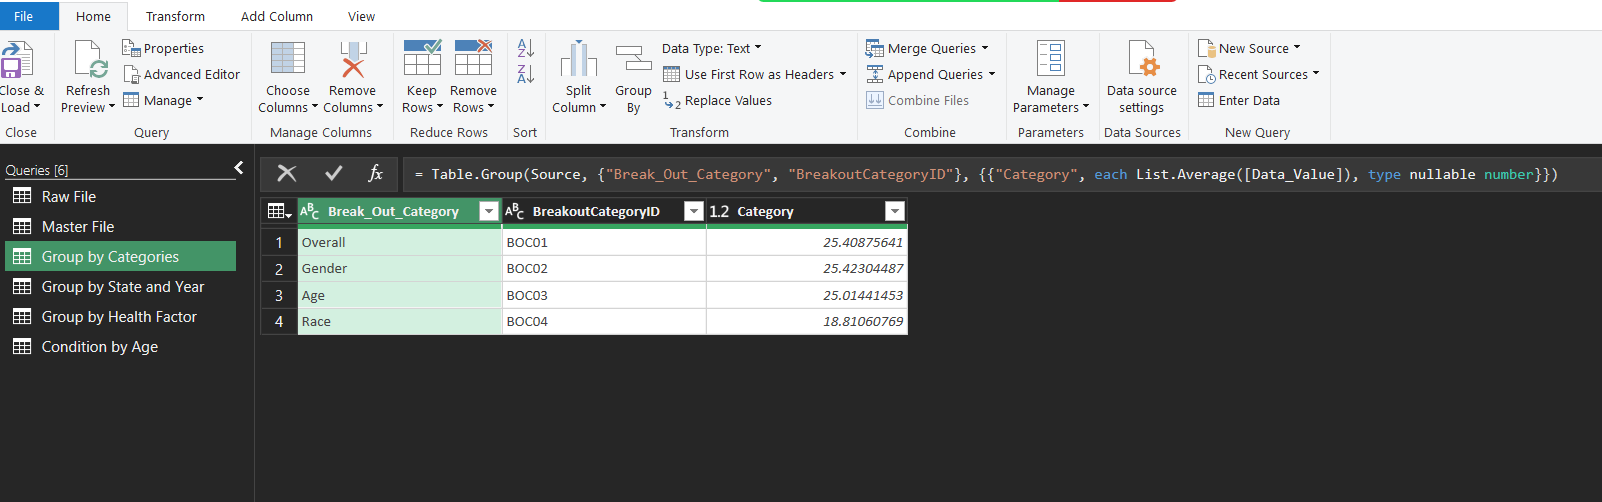 File Home Transform Add Column View
Close & Load
Close
Refresh Preview
Properties
Advanced Editor
Manage
Query
Choose Columns
Remove Columns
Manage Columns
Keep Rows
Remove Rows
Reduce Rows
A Z
Z A
Sort
Split Column
Group By
Data Type: Text
Use First Row as Headers
1 2 Replace Values
Transform
Merge Queries
Append Queries
Combine Files
Combine
Manage Parameters
Parameters
Data source settings
Data Sources
New Source
Recent Sources
Enter Data
New Query
Queries [6]
Raw File
Master File
Group by Categories
Group by State and Year
Group by Health Factor
Condition by Age
fx = Table.Group(Source, {"Break_Out_Category", "BreakoutCategoryID"}, {{"Category", each List.Average([Data_Value]), type nullable number}})
ABC Break_Out_Category ABC BreakoutCategoryID 1.2 Category
1 Overall BOC01 25.40875641
2 Gender BOC02 25.42304487
3 Age BOC03 25.01441453
4 Race BOC04 18.81060769